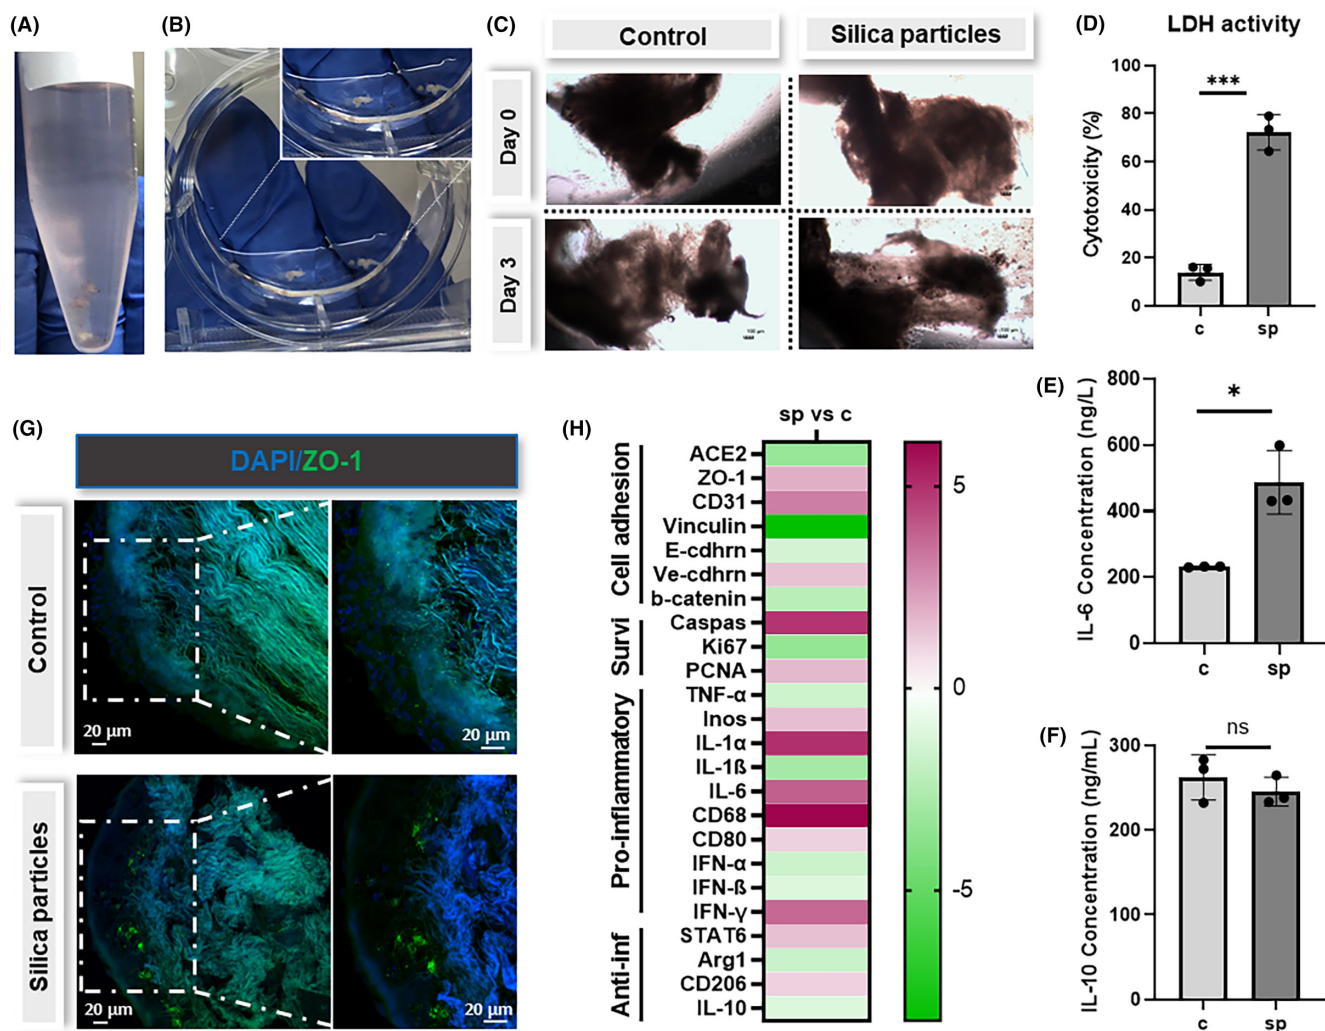 (A)
(B)
(C)
Control
Silica particles
Day 0
Day 3
100 µm
100 µm
(D)
LDH activity
Cytotoxicity (%)
100
80
60
40
20
0
***
c
sp
(E)
IL-6 Concentration (ng/L)
800
600
400
200
0
*
c
sp
(F)
IL-10 Concentration (ng/mL)
300
200
100
0
ns
c
sp
(G)
DAPI/ZO-1
Control
20 µm
20 µm
Silica particles
20 µm
20 µm
(H)
sp vs c
Cell adhesion
ACE2
ZO-1
CD31
Vinculin
E-cdhrn
Ve-cdhrn
b-catenin
Survi
Caspas
Ki67
PCNA
Pro-inflammatory
TNF-α
Inos
IL-1α
IL-1ß
IL-6
CD68
CD80
IFN-α
IFN-ß
IFN-γ
Anti-inf
STAT6
Arg1
CD206
IL-10
5
0
-5